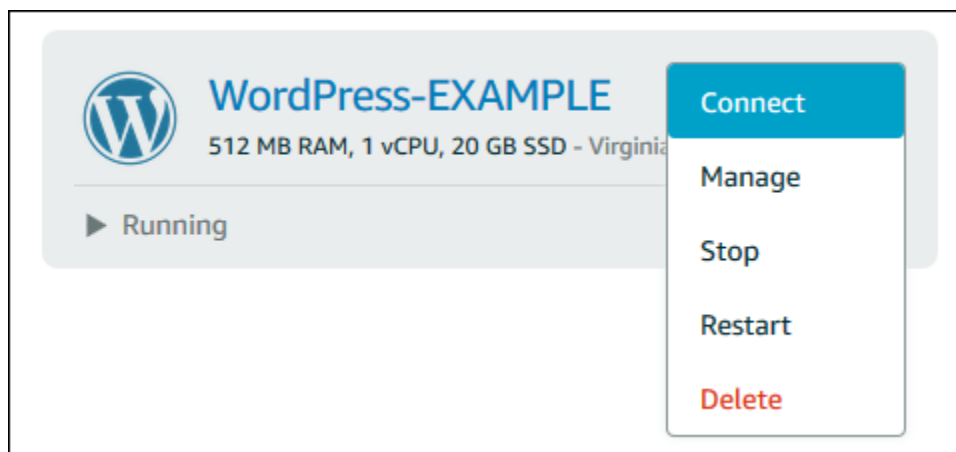 WordPress-EXAMPLE
512 MB RAM, 1 vCPU, 20 GB SSD - Virginia
Running
Connect
Manage
Stop
Restart
Delete